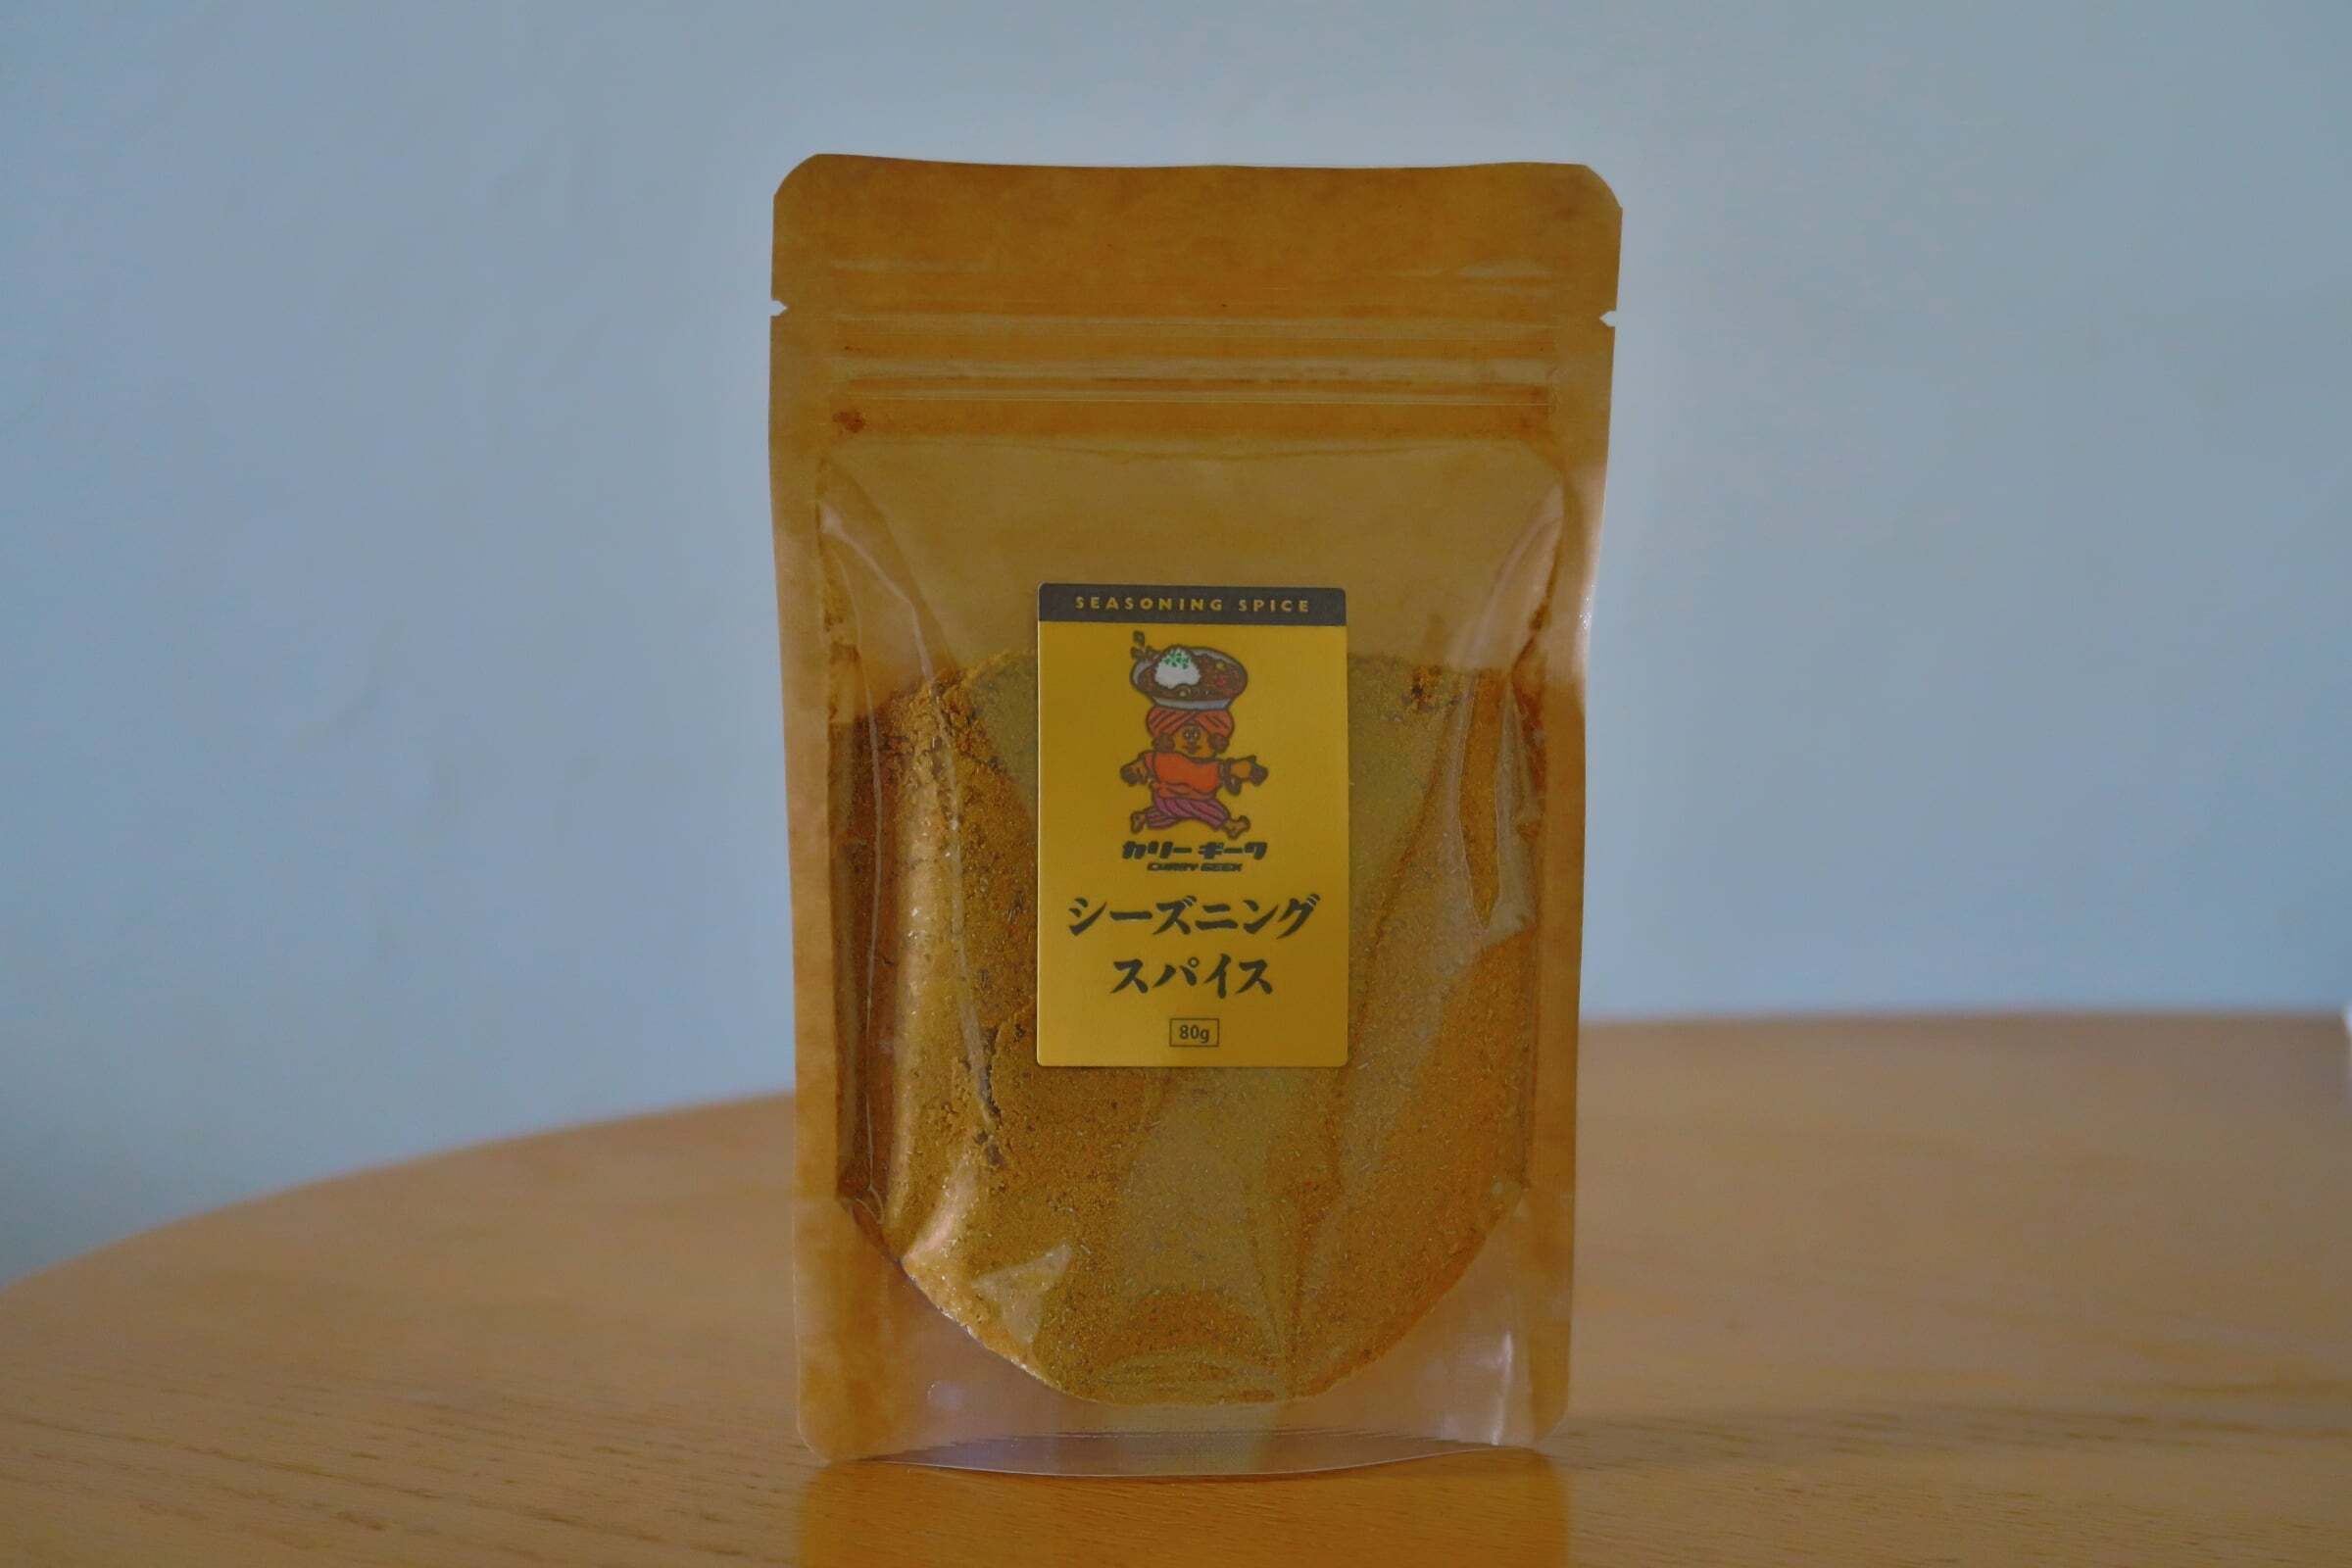 SEASONING SPICE
カリー ギーク
CURRY GEEK
シーズニング
スパイス
80g